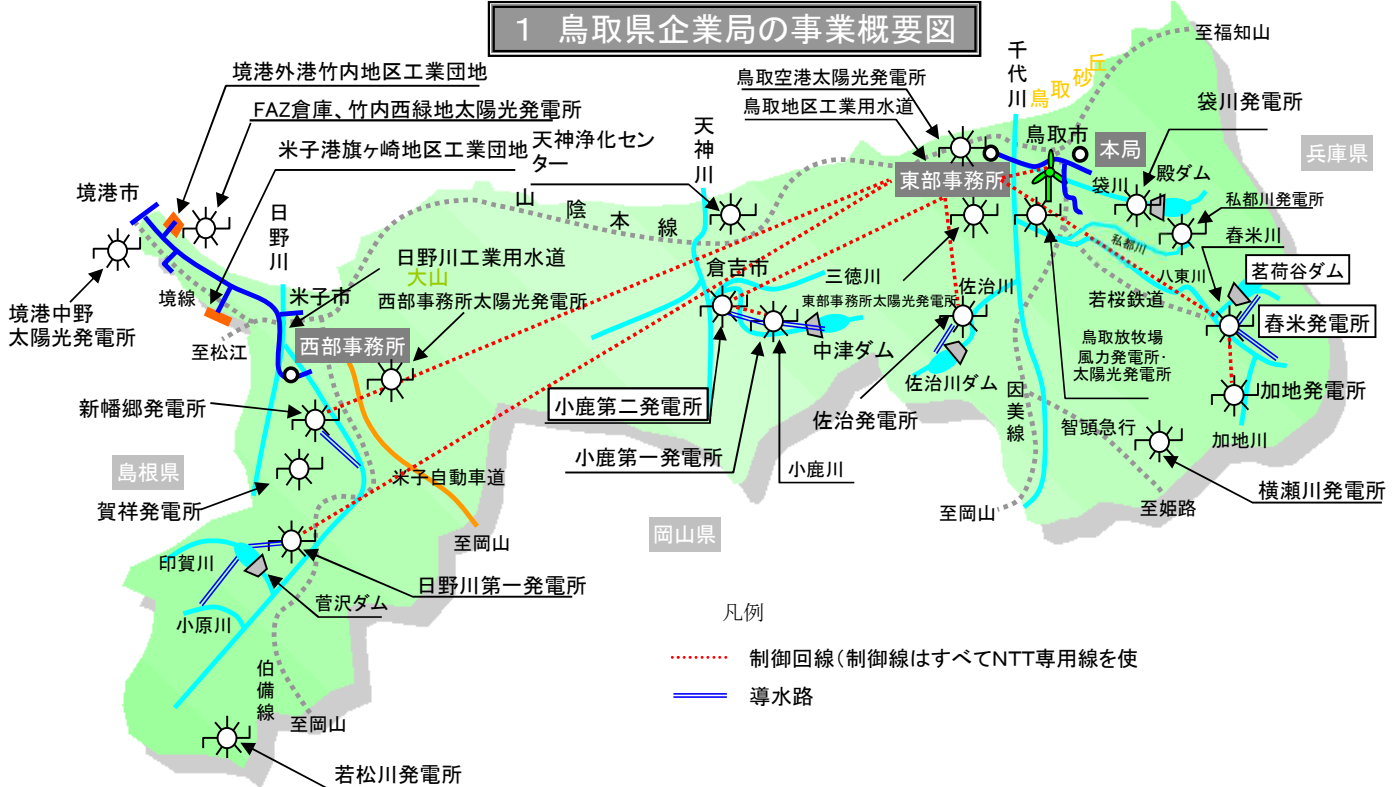 1 鳥取県企業局の事業概要図
至福知山
千代川
鳥取砂丘
境港外港竹内地区工業団地
鳥取空港太陽光発電所
FAZ倉庫、竹内西緑地太陽光発電所
鳥取地区工業用水道
袋川発電所
天神川
米子港旗ヶ崎地区工業団地
天神浄化セン
ター
鳥取市
本局
兵庫県
境港市
東部事務所
袋川
殿ダム
私都川発電所
日野川
山陰本線
私都川
舂米川
日野川工業用水道
大山
倉吉市
三徳川
八東川
茗荷谷ダム
境線
米子市
西部事務所太陽光発電所
東部事務所太陽光発電所
佐治川
若桜鉄道
境港中野
太陽光発電所
舂米発電所
至松江
西部事務所
中津ダム
鳥取放牧場
風力発電所・
太陽光発電所
佐治川ダム
因美線
加地発電所
新幡郷発電所
小鹿第二発電所
佐治発電所
智頭急行
加地川
小鹿第一発電所
小鹿川
島根県
米子自動車道
横瀬川発電所
賀祥発電所
至岡山
至姫路
至岡山
岡山県
印賀川
日野川第一発電所
菅沢ダム
凡例
小原川
制御回線(制御線はすべてNTT専用線を使
伯備線
導水路
至岡山
若松川発電所